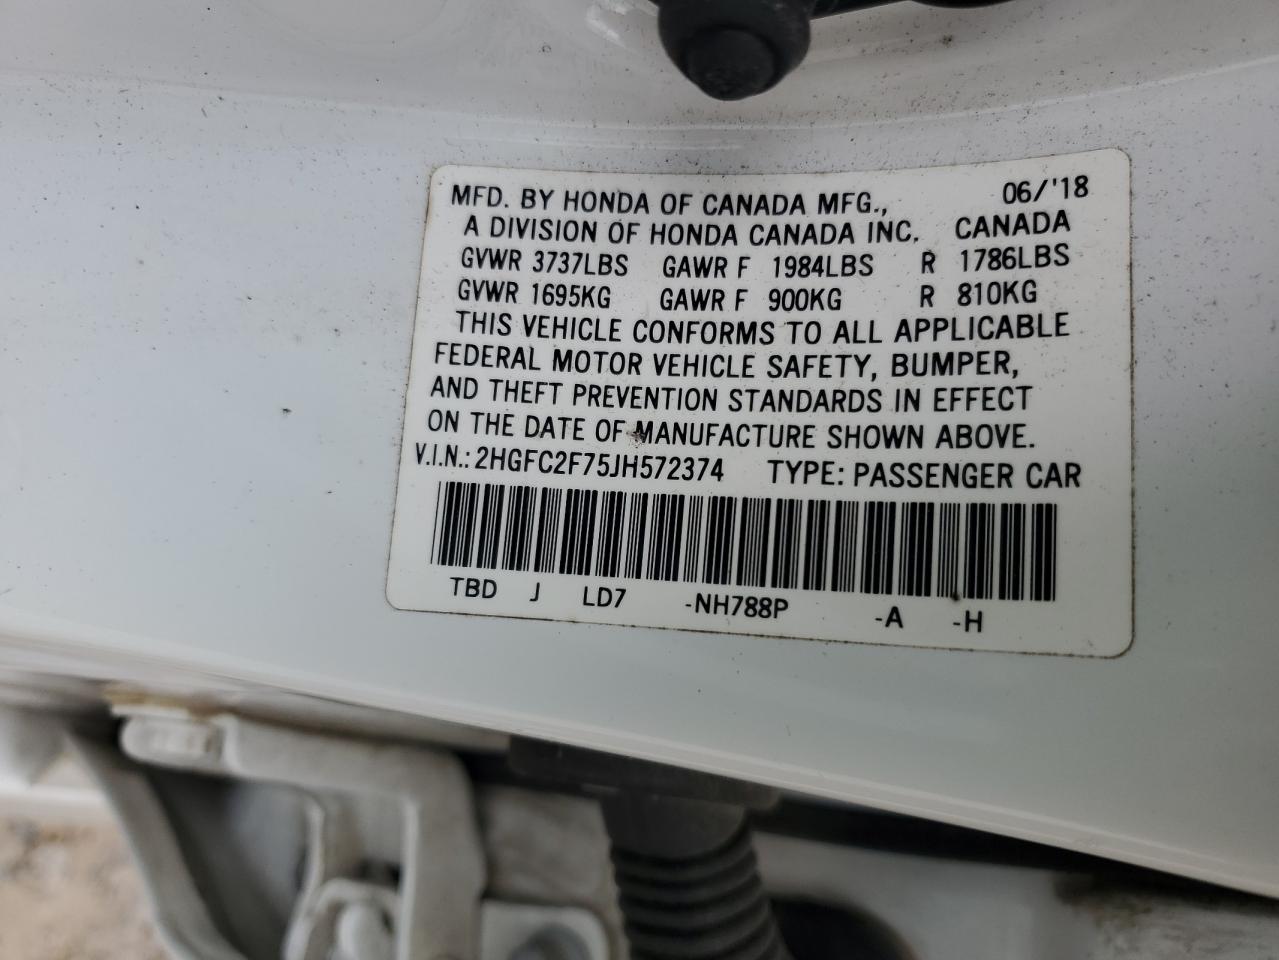 MFD. BY HONDA OF CANADA MFG., 06/'18
A DIVISION OF HONDA CANADA INC. CANADA
GVWR 3737LBS GAWR F 1984LBS R 1786LBS
GVWR 1695KG GAWR F 900KG R 810KG
THIS VEHICLE CONFORMS TO ALL APPLICABLE
FEDERAL MOTOR VEHICLE SAFETY, BUMPER,
AND THEFT PREVENTION STANDARDS IN EFFECT
ON THE DATE OF MANUFACTURE SHOWN ABOVE.
V.I.N.: 2HGFC2F75JH572374 TYPE: PASSENGER CAR
TBD J LD7 -NH788P -A -H